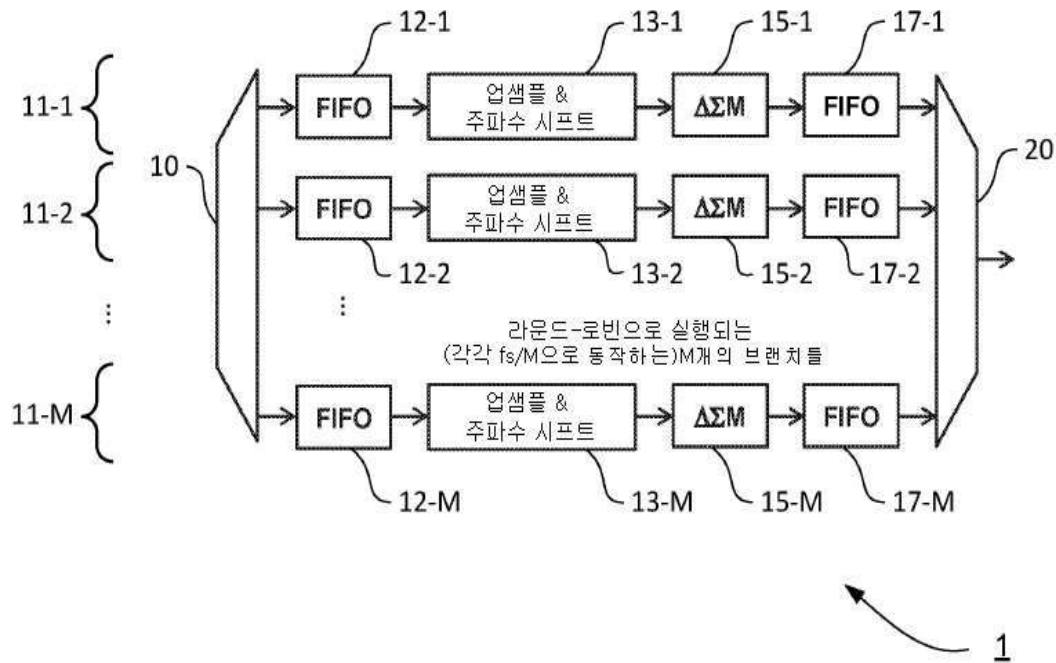 12-1
13-1
15-1
17-1
11-1
FIFO
업샘플 &
주파수 시프트
ΔΣM
FIFO
10
20
11-2
FIFO
업샘플 &
주파수 시프트
ΔΣM
FIFO
12-2
13-2
15-2
17-2
...
...
라운드-로빈으로 실행되는
(각각 fs/M으로 동작하는)M개의 브랜치들
11-M
FIFO
업샘플 &
주파수 시프트
ΔΣM
FIFO
12-M
13-M
15-M
17-M
1